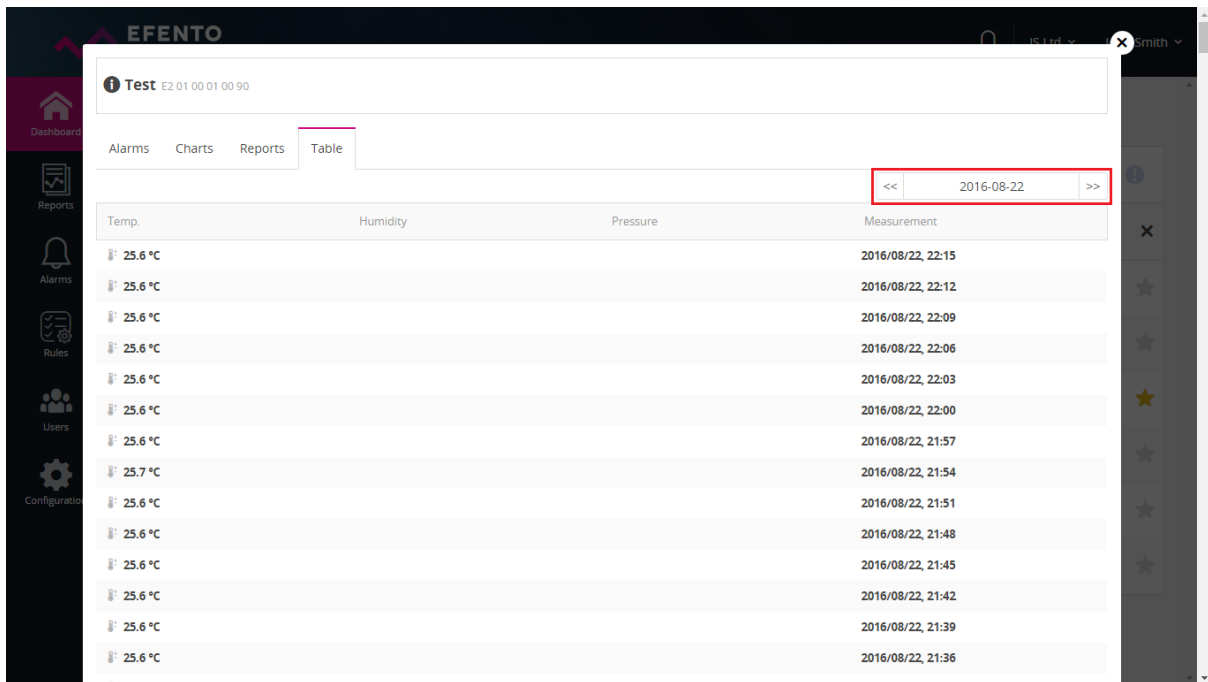 EFENTO
JS Ltd
Smith
Test E2 01 00 01 00 90
Dashboard
Alarms Charts Reports Table
<< 2016-08-22 >>
Reports
Temp. Humidity Pressure Measurement
25.6 °C 2016/08/22, 22:15
Alarms
25.6 °C 2016/08/22, 22:12
25.6 °C 2016/08/22, 22:09
25.6 °C 2016/08/22, 22:06
Rules
25.6 °C 2016/08/22, 22:03
25.6 °C 2016/08/22, 22:00
Users
25.6 °C 2016/08/22, 21:57
25.7 °C 2016/08/22, 21:54
Configuration
25.6 °C 2016/08/22, 21:51
25.6 °C 2016/08/22, 21:48
25.6 °C 2016/08/22, 21:45
25.6 °C 2016/08/22, 21:42
25.6 °C 2016/08/22, 21:39
25.6 °C 2016/08/22, 21:36